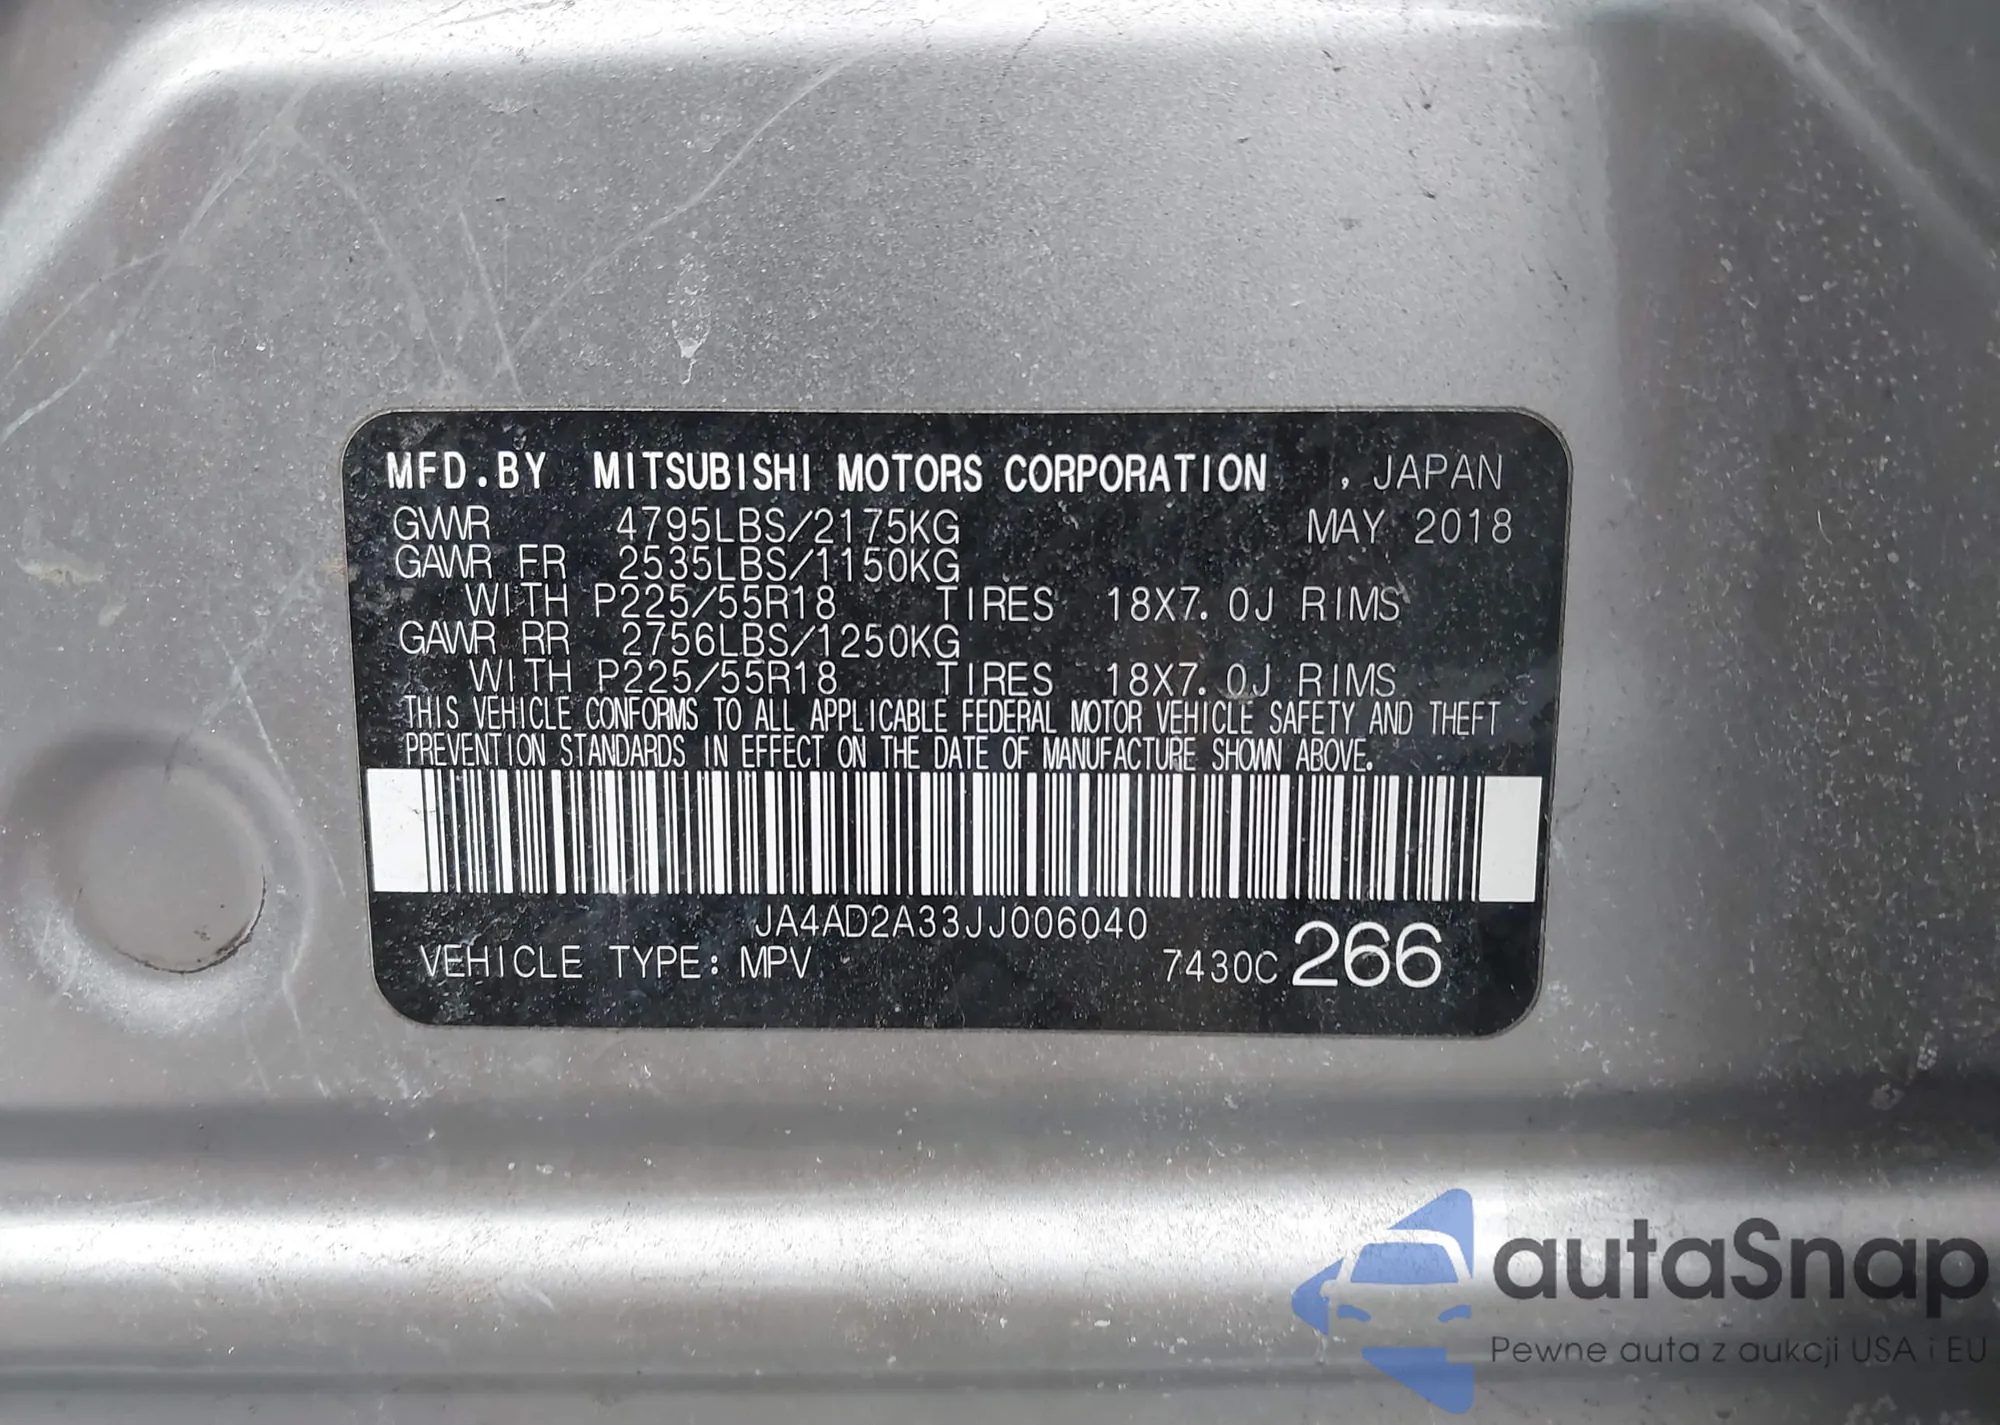 MFD.BY MITSUBISHI MOTORS CORPORATION , JAPAN
GVWR 4795LBS/2175KG MAY 2018
GAWR FR 2535LBS/1150KG
WITH P225/55R18 TIRES 18X7.0J RIMS
GAWR RR 2756LBS/1250KG
WITH P225/55R18 TIRES 18X7.0J RIMS
THIS VEHICLE CONFORMS TO ALL APPLICABLE FEDERAL MOTOR VEHICLE SAFETY AND THEFT
PREVENTION STANDARDS IN EFFECT ON THE DATE OF MANUFACTURE SHOWN ABOVE.
JA4AD2A33JJ006040
VEHICLE TYPE: MPV 7430C 266
autaSnap
Pewne auta z aukcji USA i EU